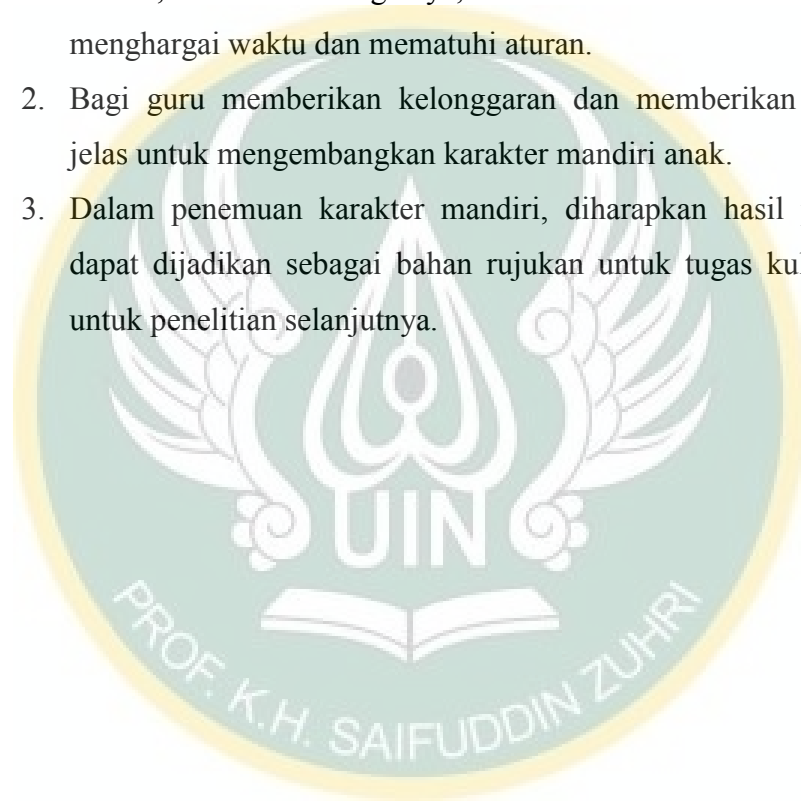 menghargai waktu dan mematuhi aturan.
2. Bagi guru memberikan kelonggaran dan memberikan
jelas untuk mengembangkan karakter mandiri anak.
3. Dalam penemuan karakter mandiri, diharapkan hasil
dapat dijadikan sebagai bahan rujukan untuk tugas
untuk penelitian selanjutnya.
UIN
PROF. K.H. SAIFUDDIN ZUHRI